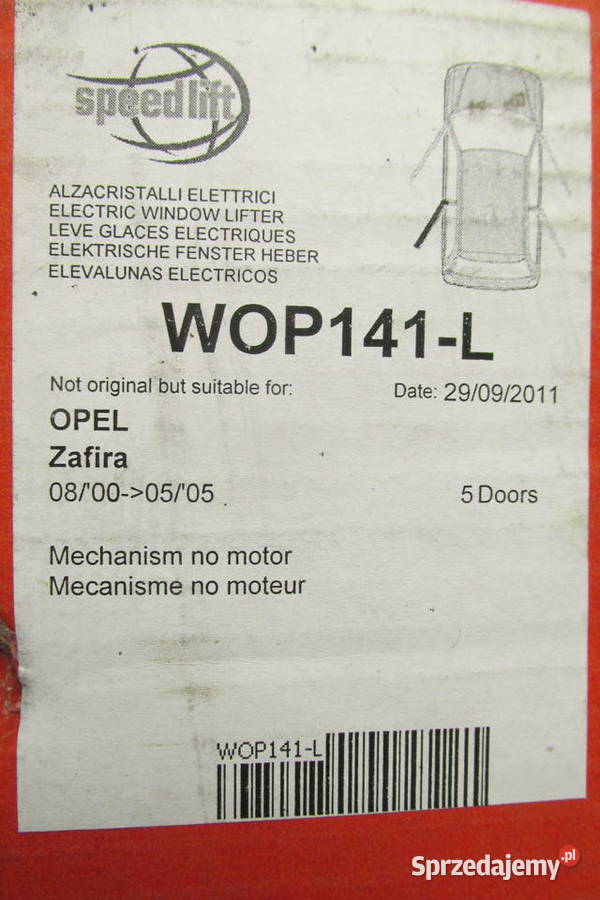 speedlift
ALZACRISTALLI ELETTRICI
ELECTRIC WINDOW LIFTER
LEVE GLACES ELECTRIQUES
ELEKTRISCHE FENSTER HEBER
ELEVALUNAS ELECTRICOS
WOP141-L
Not original but suitable for: Date: 29/09/2011
OPEL
Zafira
08/'00->05/'05 5 Doors
Mechanism no motor
Mecanisme no moteur
WOP141-L
Sprzedajemy.pl